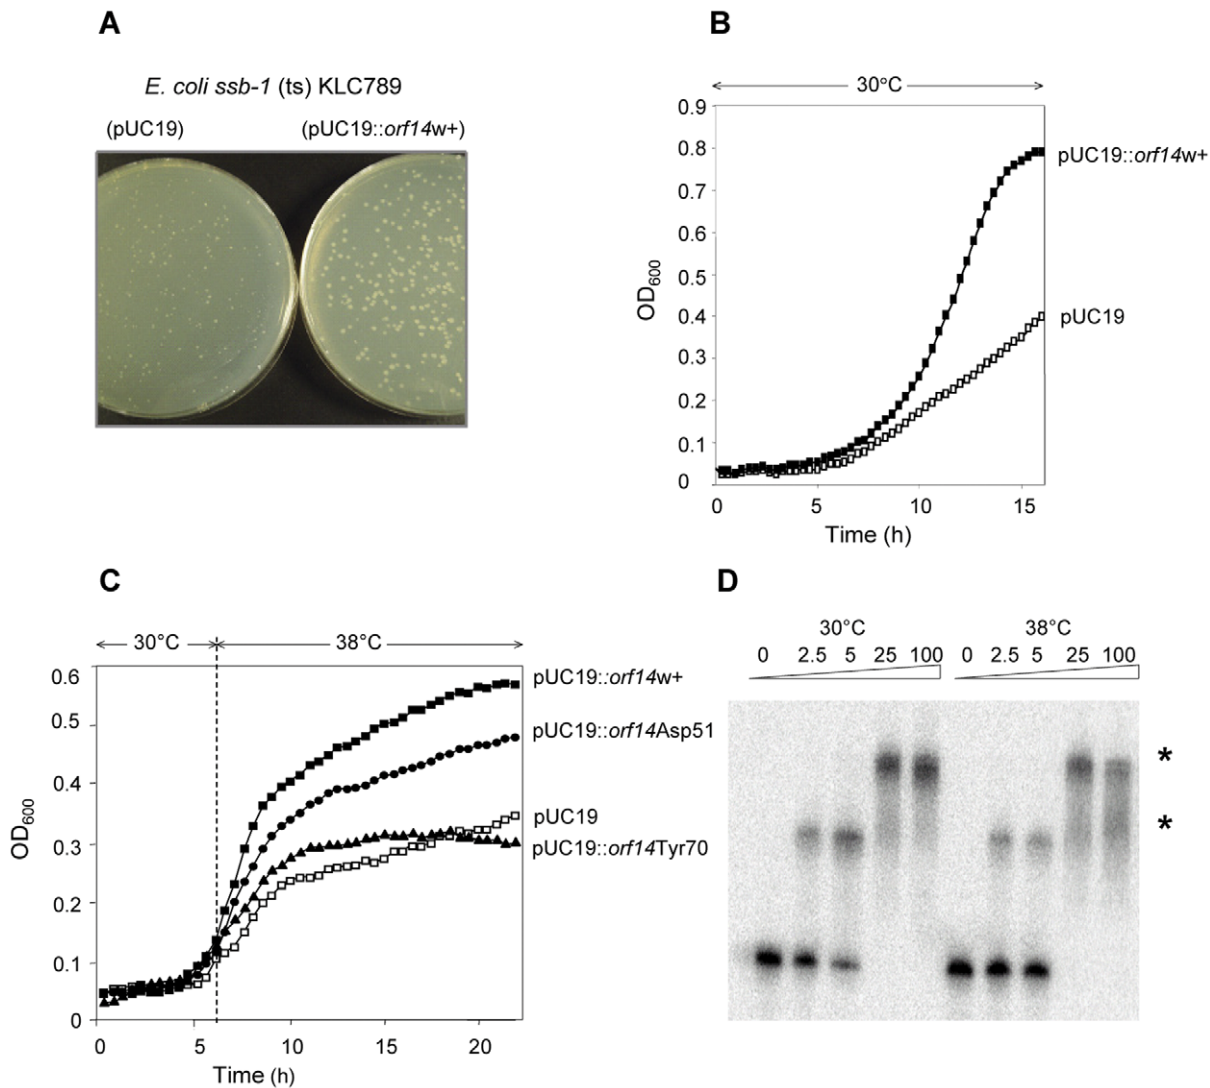 A
E. coli ssb-1 (ts) KLC789
(pUC19) (pUC19::orf14w+)
B
30°C
0.9
0.8
0.7
0.6
0.5
0.4
0.3
0.2
0.1
0
OD600
pUC19::orf14w+
pUC19
0 5 10 15
Time (h)
C
30°C 38°C
0.6
0.5
0.4
0.3
0.2
0.1
0
OD600
pUC19::orf14w+
pUC19::orf14Asp51
pUC19
pUC19::orf14Tyr70
0 5 10 15 20
Time (h)
D
30°C 38°C
0 2.5 5 25 100 0 2.5 5 25 100
*
*